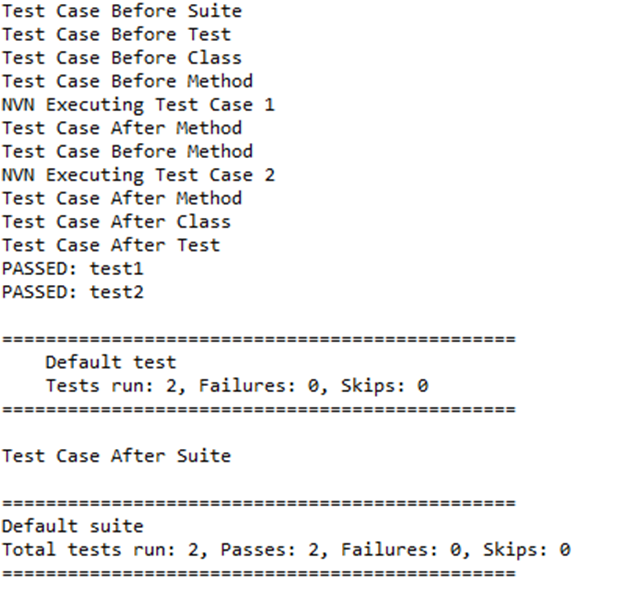 Test Case Before Suite
Test Case Before Test
Test Case Before Class
Test Case Before Method
NVN Executing Test Case 1
Test Case After Method
Test Case Before Method
NVN Executing Test Case 2
Test Case After Method
Test Case After Class
Test Case After Test
PASSED: test1
PASSED: test2
===============================================
Default test
Tests run: 2, Failures: 0, Skips: 0
===============================================
Test Case After Suite
===============================================
Default suite
Total tests run: 2, Passes: 2, Failures: 0, Skips: 0
===============================================